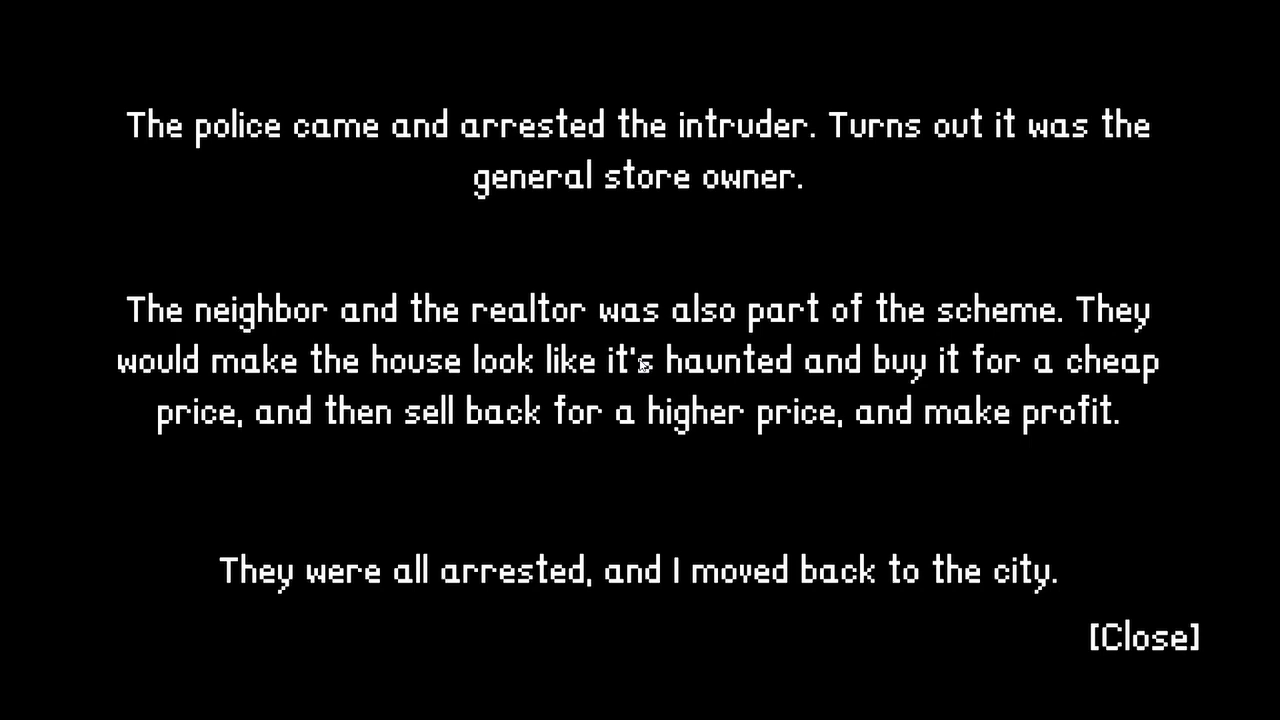 The police came and arrested the intruder. Turns out it was the
general store owner.
The neighbor and the realtor was also part of the scheme. They
would make the house look like it's haunted and buy it for a cheap
price, and then sell back for a higher price, and make profit.
They were all arrested, and I moved back to the city.
[Close]